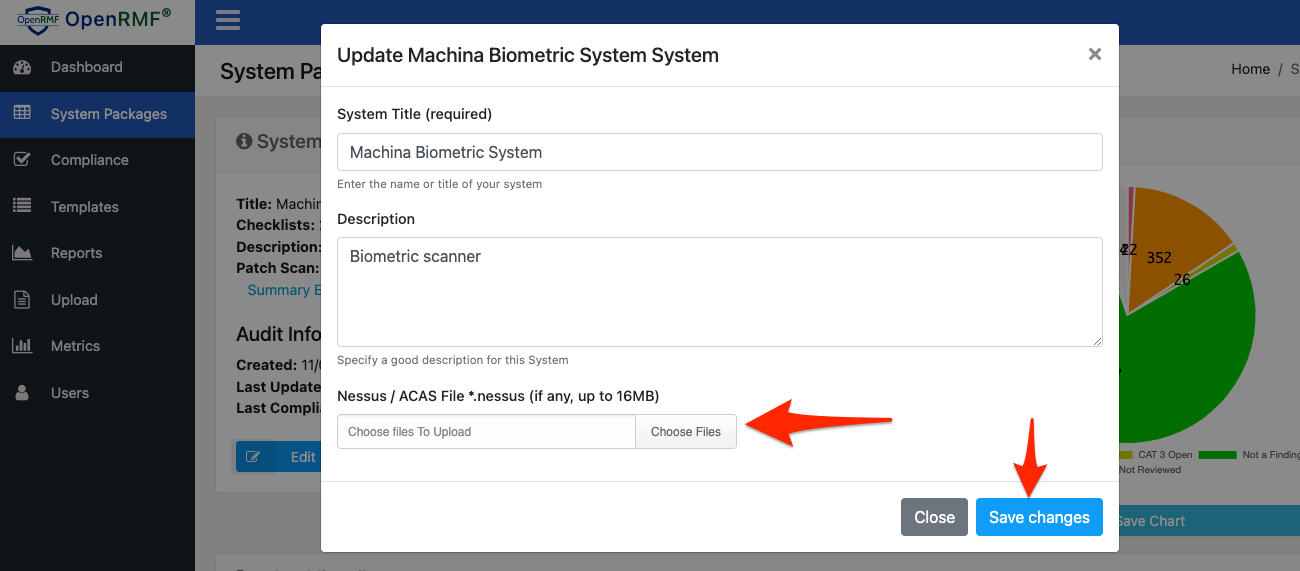 OpenRMF OpenRMF®
Dashboard
System Packages
Compliance
Templates
Reports
Upload
Metrics
Users
System Pa
Home / S
System
Title: Machin
Checklists:
Description:
Patch Scan:
Summary E
Audit Info
Created: 11/
Last Update
Last Complia
Edit
Update Machina Biometric System System
×
System Title (required)
Machina Biometric System
Enter the name or title of your system
Description
Biometric scanner
Specify a good description for this System
Nessus / ACAS File *.nessus (if any, up to 16MB)
Choose files To Upload
Choose Files
Close
Save changes
22
352
26
CAT 3 Open
Not a Finding
Not Reviewed
Save Chart